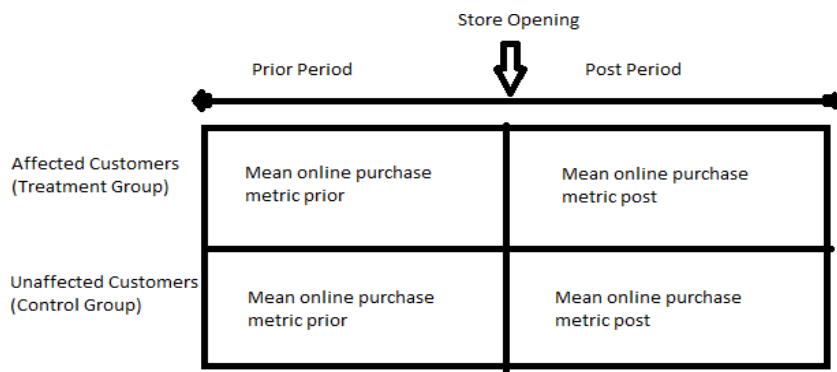 Store Opening
Prior Period
Post Period
Affected Customers
(Treatment Group)
Mean online purchase
metric prior
Mean online purchase
metric post
Unaffected Customers
(Control Group)
Mean online purchase
metric prior
Mean online purchase
metric post